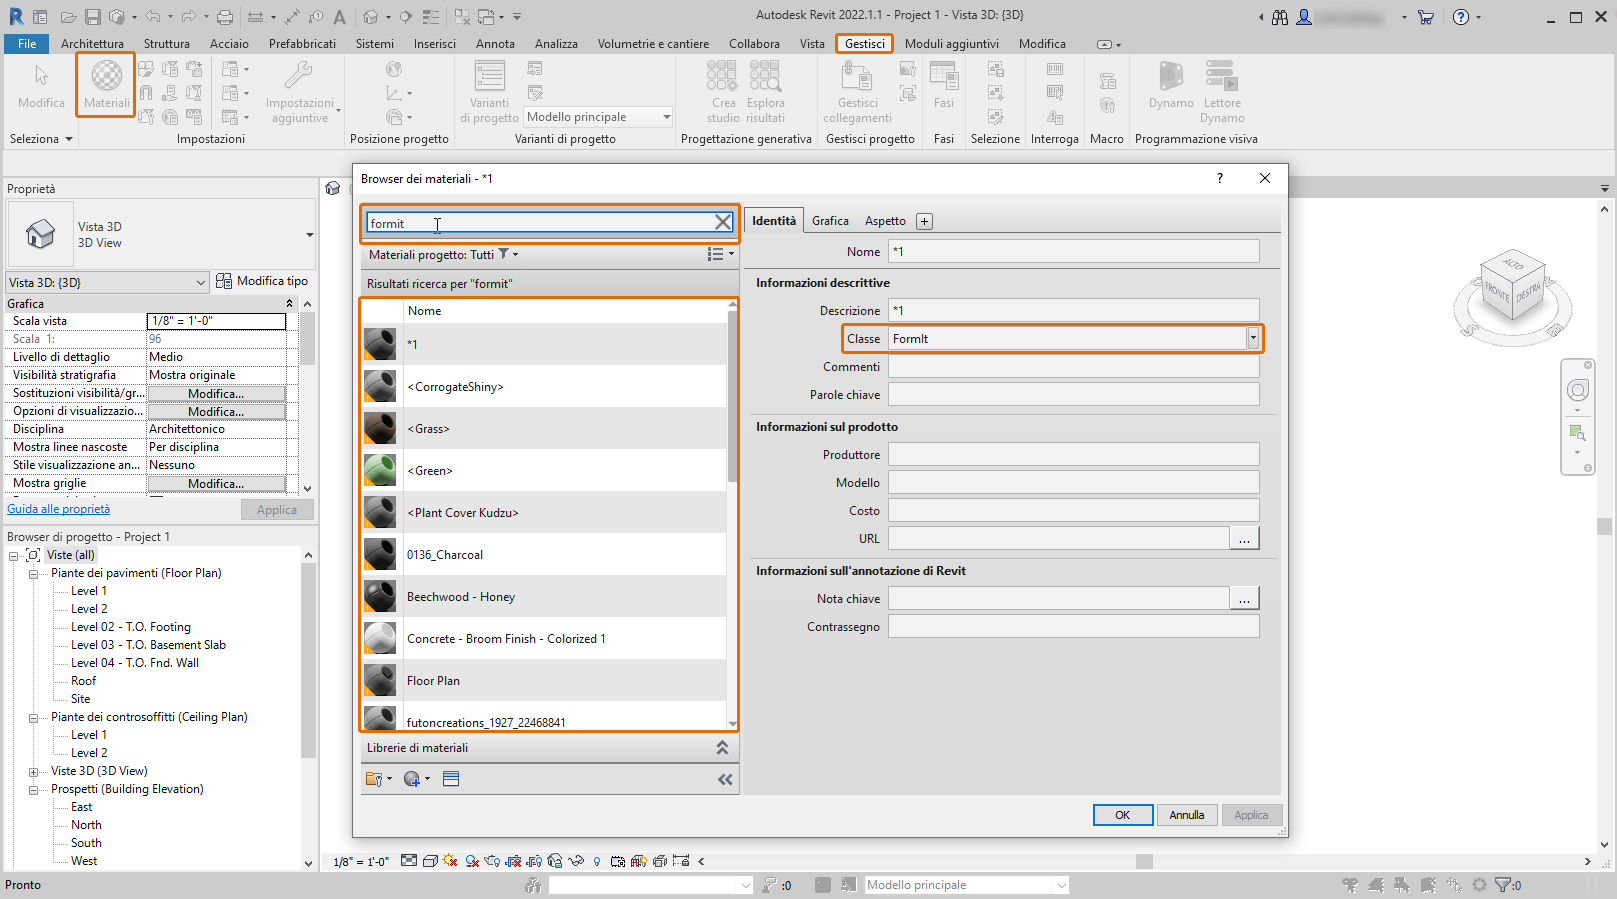 Autodesk Revit 2022.1.1 - Project 1 - Vista 3D: {3D}
File Architettura Struttura Acciaio Prefabbricati Sistemi Inserisci Annota Analizza Volumetrie e cantiere Collabora Vista Gestisci Moduli aggiuntivi Modifica
Modifica
Materiali
Impostazioni aggiuntive
Varianti di progetto
Modello principale
Crea studio
Esplora risultati
Gestisci collegamenti
Fasi
Dynamo
Lettore Dynamo
Seleziona Impostazioni Posizione progetto Varianti di progetto Progettazione generativa Gestisci progetto Fasi Selezione Interroga Macro Programmazione visiva
Proprietà
Vista 3D
3D View
Vista 3D: {3D} Modifica tipo
Grafica
Scala vista 1/8" = 1'-0"
Scala 1: 96
Livello di dettaglio Medio
Visibilità stratigrafia Mostra originale
Sostituzioni visibilità/gr... Modifica...
Opzioni di visualizzazio... Modifica...
Disciplina Architettonico
Mostra linee nascoste Per disciplina
Stile visualizzazione an... Nessuno
Mostra griglie Modifica...
Guida alle proprietà Applica
Browser di progetto - Project 1
Viste (all)
Piante dei pavimenti (Floor Plan)
Level 1
Level 2
Level 02 - T.O. Footing
Level 03 - T.O. Basement Slab
Level 04 - T.O. Fnd. Wall
Roof
Site
Piante dei controsoffitti (Ceiling Plan)
Level 1
Level 2
Viste 3D (3D View)
Prospetti (Building Elevation)
East
North
South
West
Browser dei materiali - *1
?
formit
Materiali progetto: Tutti
Risultati ricerca per "formit"
Nome
*1
<CorrogateShiny>
<Grass>
<Green>
<Plant Cover Kudzu>
0136_Charcoal
Beechwood - Honey
Concrete - Broom Finish - Colorized 1
Floor Plan
futoncreations_1927_22468841
Librerie di materiali
Identità Grafica Aspetto +
Nome *1
Informazioni descrittive
Descrizione *1
Classe FormIt
Commenti
Parole chiave
Informazioni sul prodotto
Produttore
Modello
Costo
URL ...
Informazioni sull'annotazione di Revit
Nota chiave ...
Contrassegno
OK Annulla Applica
ALTO
FRONTE
DESTRA
1/8" = 1'-0"
Pronto :0 Modello principale :0